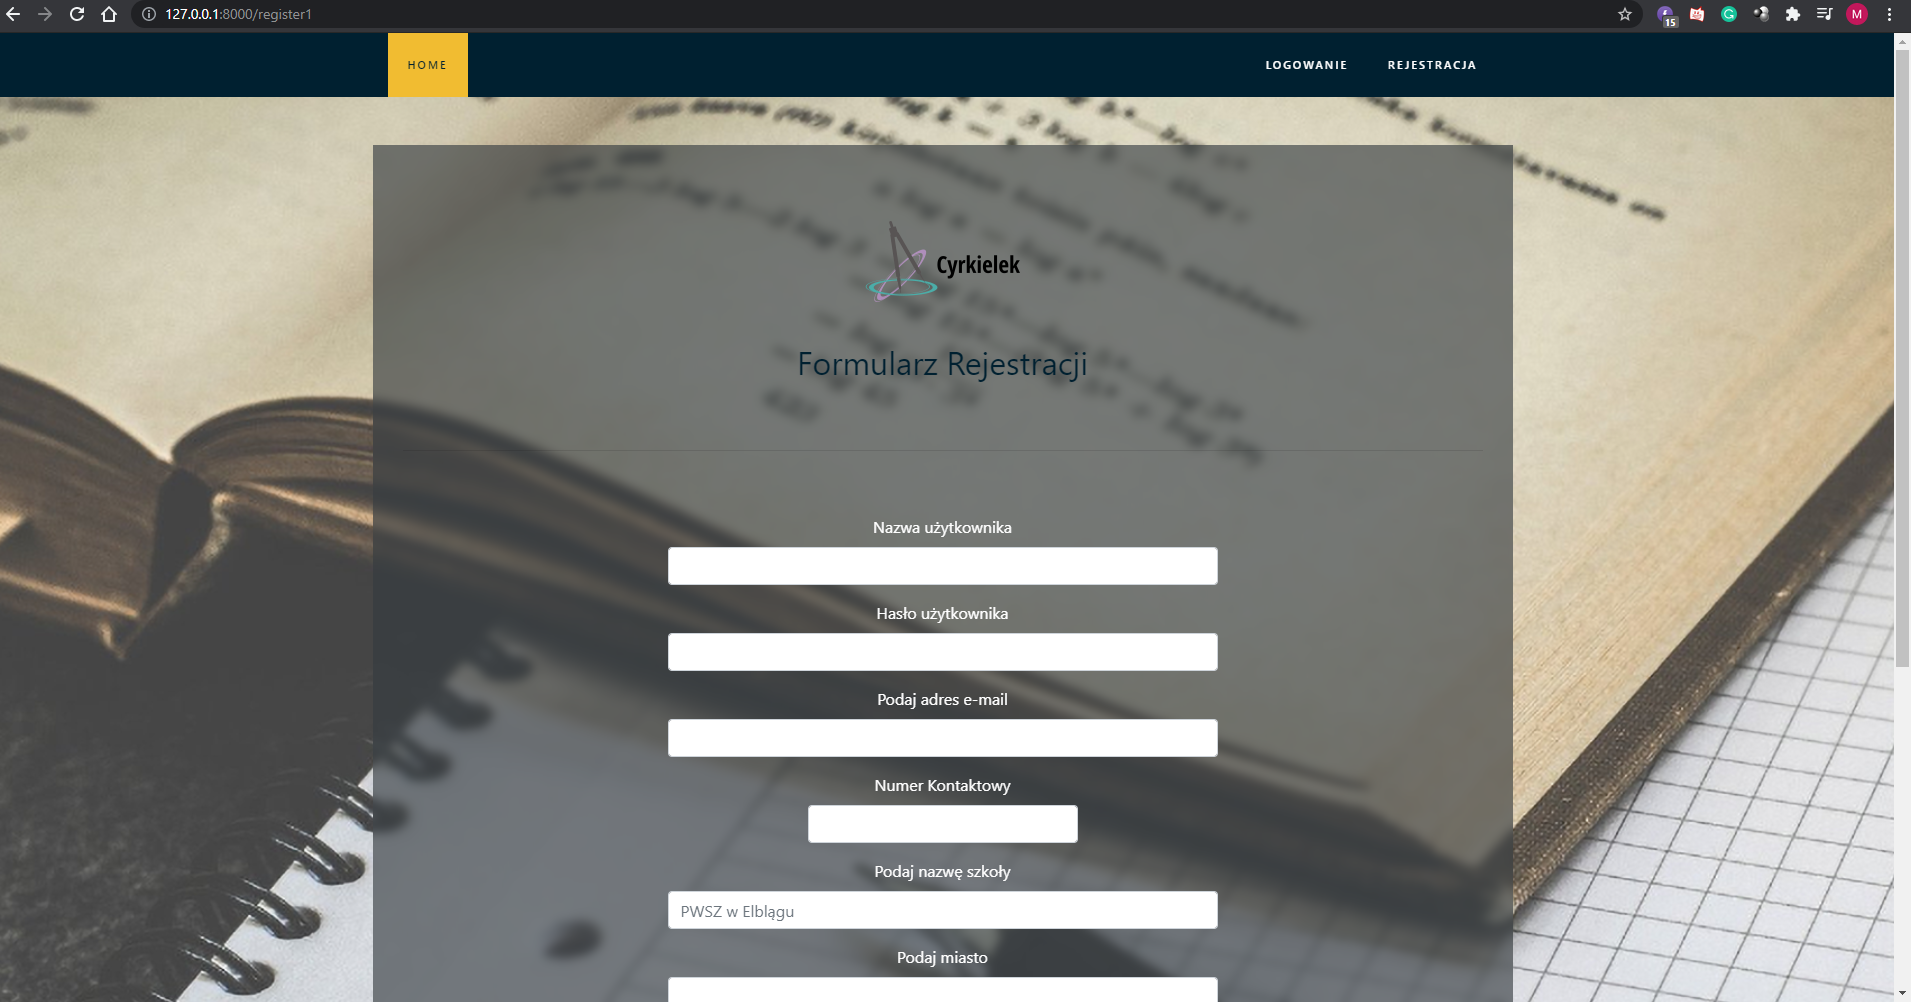 127.0.0.1:8000/register1
15
M
HOME
LOGOWANIE
REJESTRACJA
Cyrkielek
Formularz Rejestracji
Nazwa użytkownika
Hasło użytkownika
Podaj adres e-mail
Numer Kontaktowy
Podaj nazwę szkoły
PWSZ w Elblągu
Podaj miasto